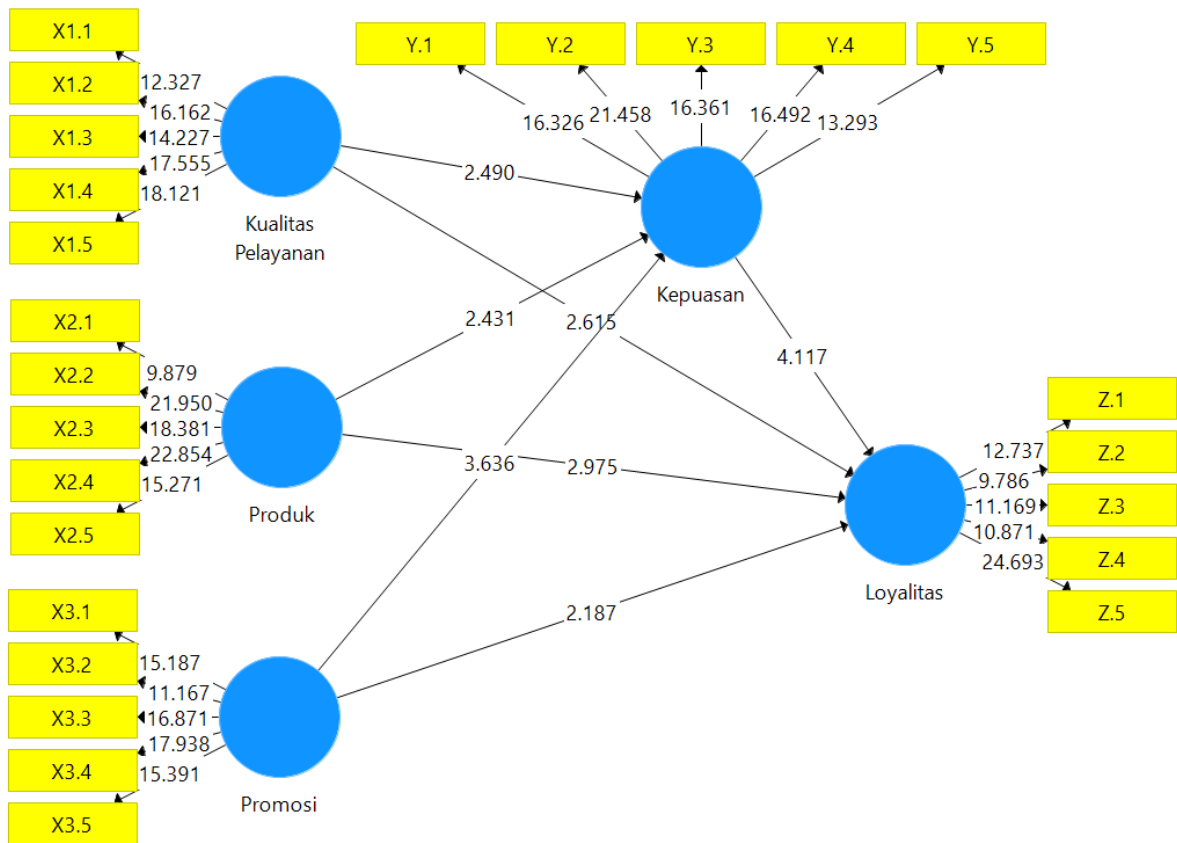 X1.1
X1.2
X1.3
X1.4
X1.5
12.327
16.162
14.227
17.555
18.121
Kualitas
Pelayanan
Y.1
Y.2
Y.3
Y.4
Y.5
16.326
21.458
16.361
16.492
13.293
Kepuasan
2.490
2.431
2.615
4.117
X2.1
X2.2
X2.3
X2.4
X2.5
9.879
21.950
18.381
22.854
15.271
Produk
3.636
2.975
2.187
Z.1
Z.2
Z.3
Z.4
Z.5
12.737
9.786
11.169
10.871
24.693
Loyalitas
X3.1
X3.2
X3.3
X3.4
X3.5
15.187
11.167
16.871
17.938
15.391
Promosi